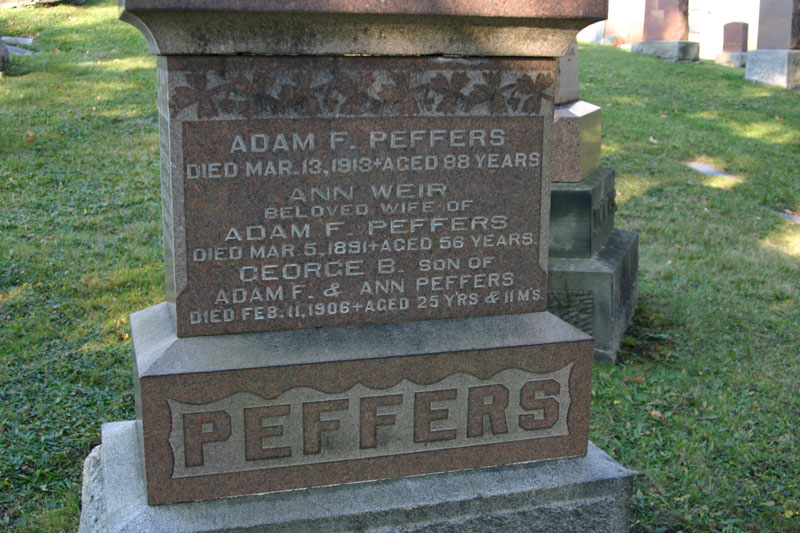 ADAM F. PEFFERS
DIED MAR. 13, 1913+AGED 88 YEARS
ANN WEIR
BELOVED WIFE OF
ADAM F. PEFFERS
DIED MAR. 5, 1891+AGED 56 YEARS.
GEORGE B. SON OF
ADAM F. & ANN PEFFERS
DIED FEB. 11, 1906+AGED 25 YRS & 11 M'S.
PEFFERS